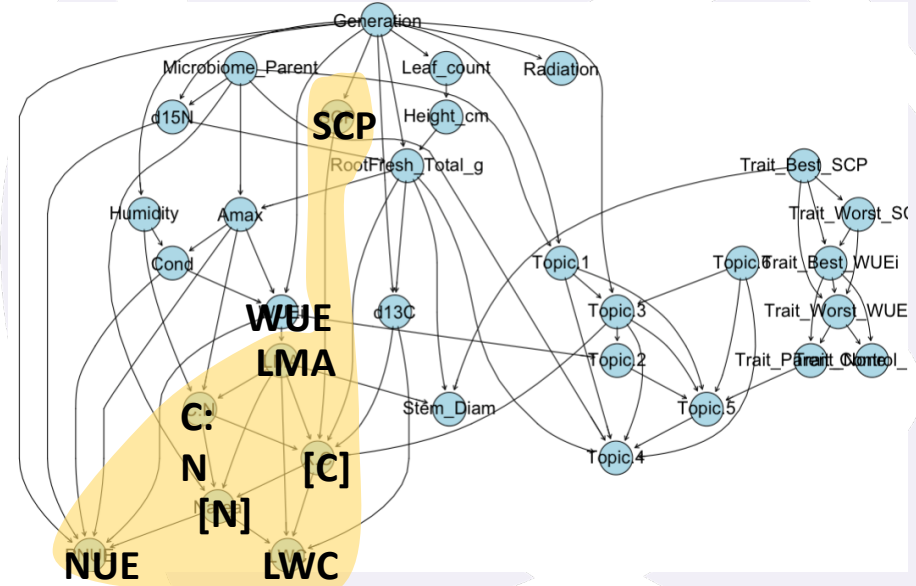 Generation
Microbiome_Parent
Leaf_count
Radiation
d15N
SCP
Height_cm
RootFresh_Total_g
Trait_Best_SCP
Humidity
Amax
Trait_Worst_SC
Cond
Topic.1
Topic.6
Trait_Best_WUEi
WUE
d13C
Topic.3
Trait_Worst_WUE
LMA
Topic.2
C:
N
Stem_Diam
Topic.5
[C]
Topic.4
[N]
NUE
LWC